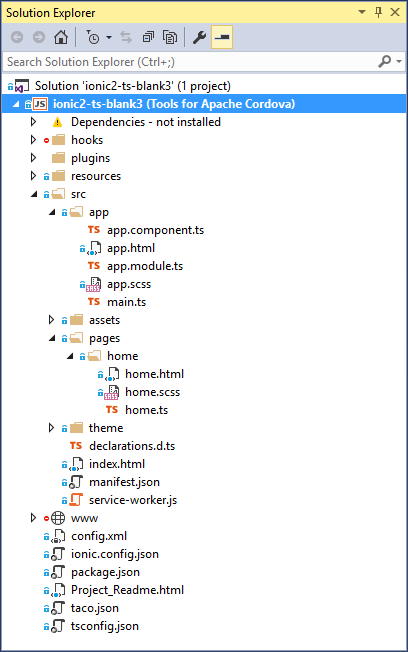 Solution Explorer
Search Solution Explorer (Ctrl+;)
Solution 'ionic2-ts-blank3' (1 project)
JS ionic2-ts-blank3 (Tools for Apache Cordova)
Dependencies - not installed
hooks
plugins
resources
src
app
TS app.component.ts
app.html
TS app.module.ts
app.scss
TS main.ts
assets
pages
home
home.html
home.scss
TS home.ts
theme
TS declarations.d.ts
index.html
manifest.json
service-worker.js
www
config.xml
ionic.config.json
package.json
Project_Readme.html
taco.json
tsconfig.json